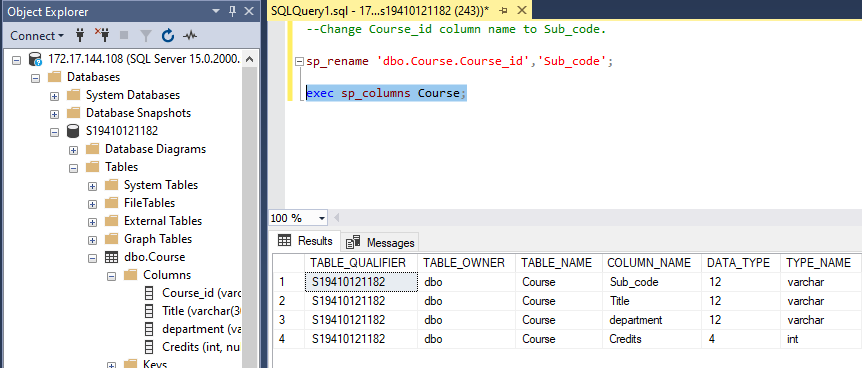 Object Explorer
Connect
172.17.144.108 (SQL Server 15.0.2000.
Databases
System Databases
Database Snapshots
S19410121182
Database Diagrams
Tables
System Tables
FileTables
External Tables
Graph Tables
dbo.Course
Columns
Course_id (varc
Title (varchar(30
department (va
Credits (int, nu
Keys
SQLQuery1.sql - 17...s19410121182 (243))*
--Change Course_id column name to Sub_code.
sp_rename 'dbo.Course.Course_id','Sub_code';
exec sp_columns Course;
100 %
Results Messages
TABLE_QUALIFIER TABLE_OWNER TABLE_NAME COLUMN_NAME DATA_TYPE TYPE_NAME
1 S19410121182 dbo Course Sub_code 12 varchar
2 S19410121182 dbo Course Title 12 varchar
3 S19410121182 dbo Course department 12 varchar
4 S19410121182 dbo Course Credits 4 int